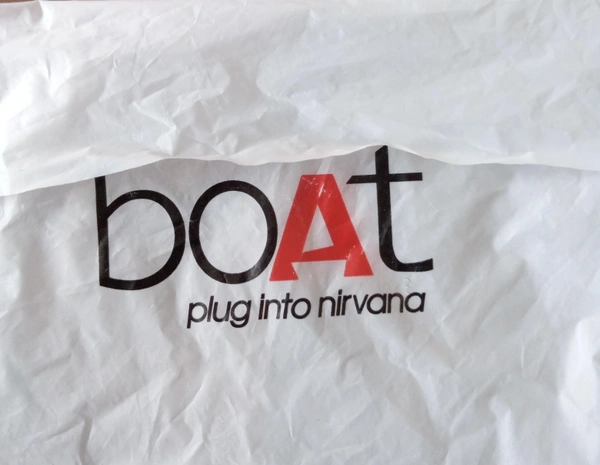 boAt
plug into nirvana